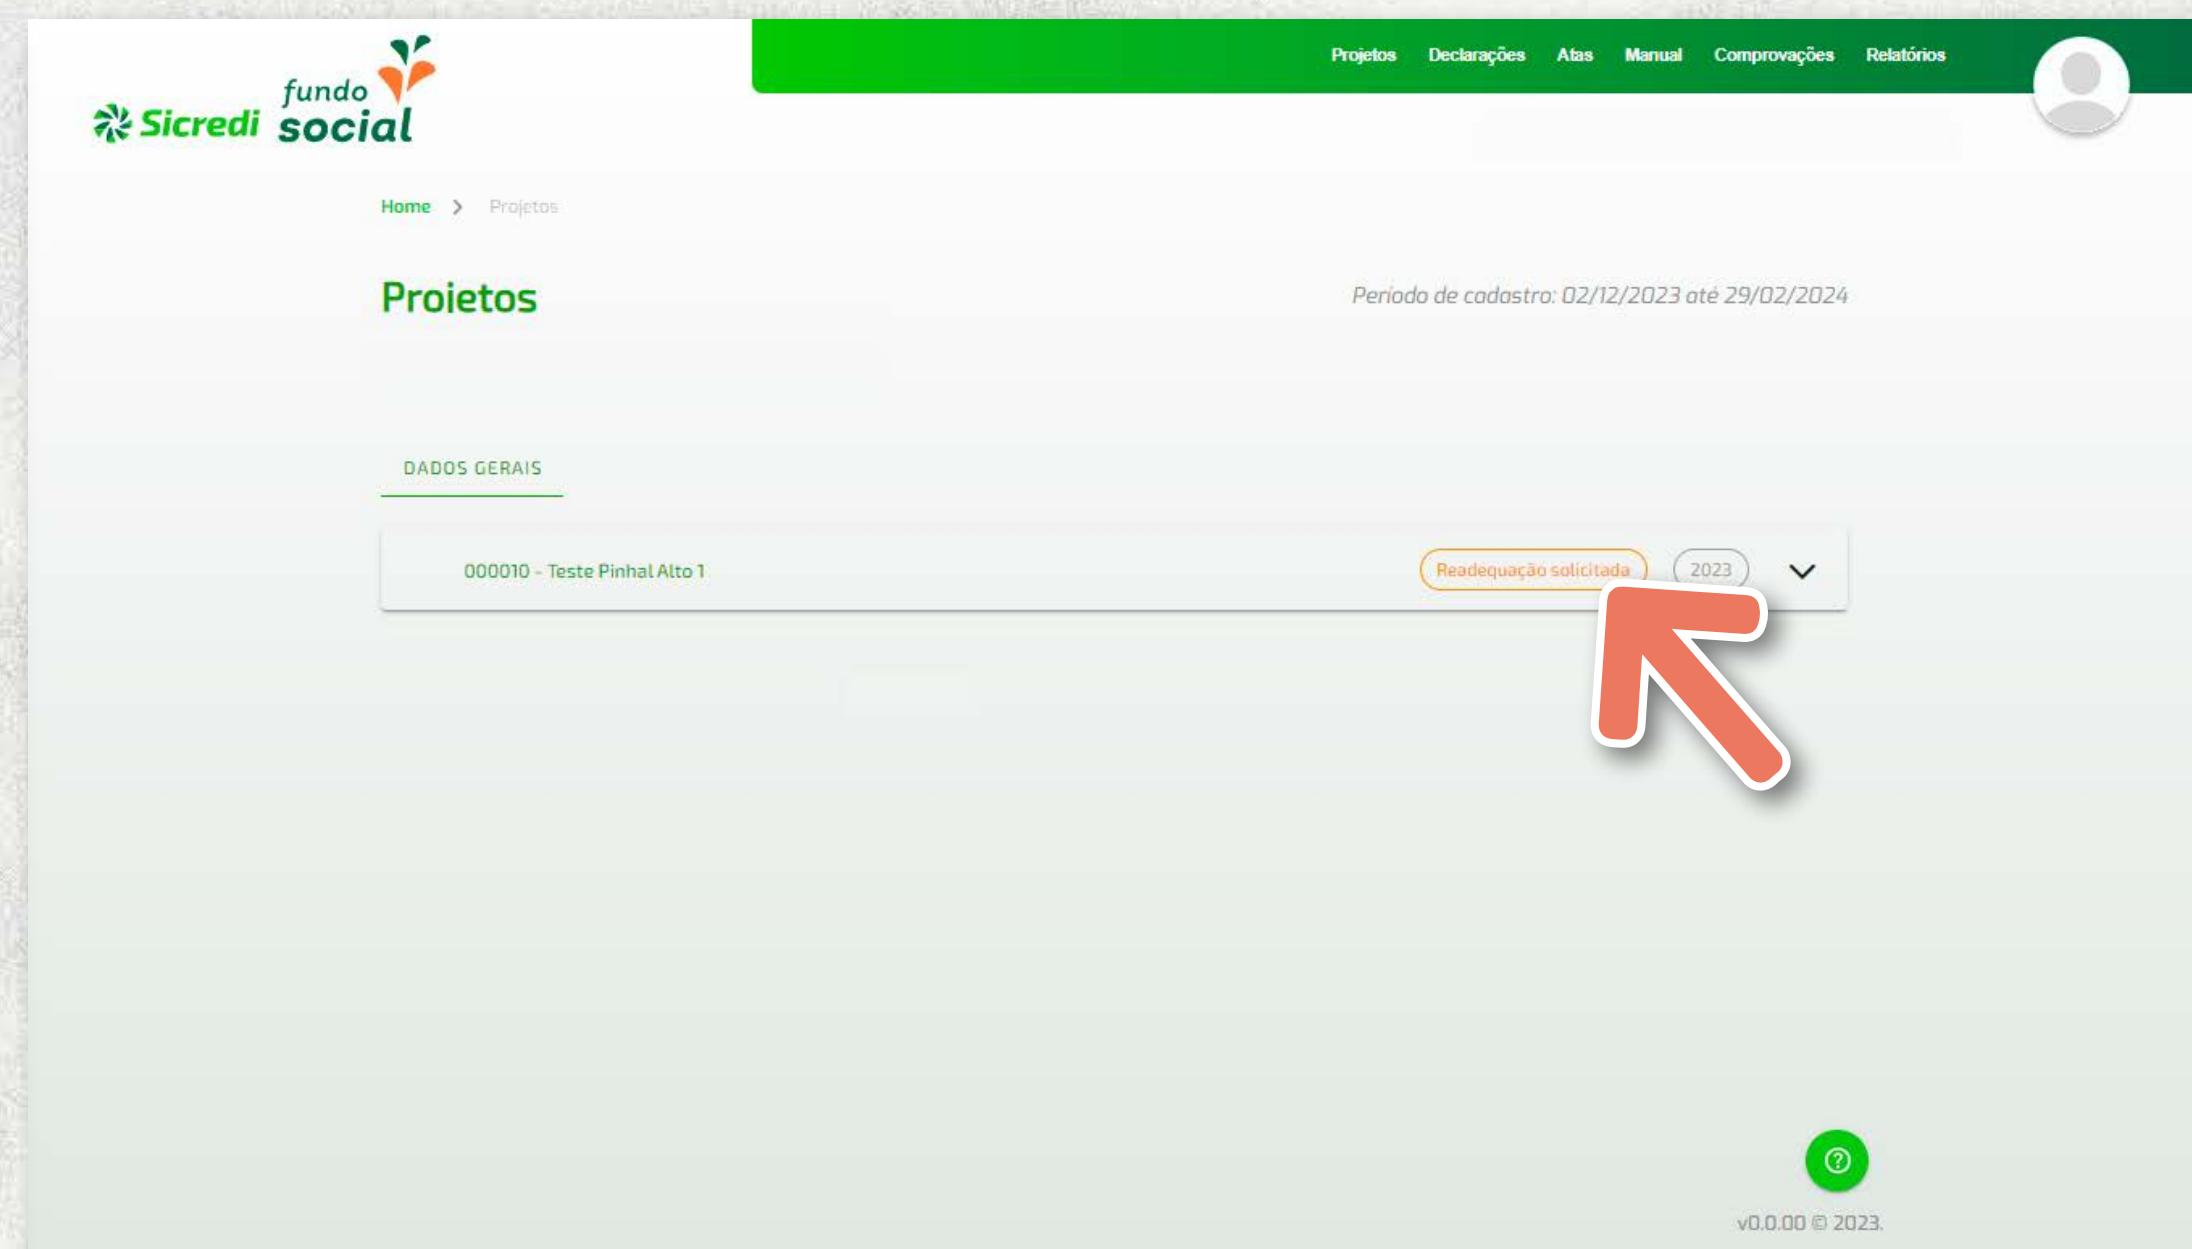 Projetos Declarações Atas Manual Comprovações Relatórios
Sicredi fundo social
Home > Projetos
Projetos
Período de cadastro: 02/12/2023 até 29/02/2024
DADOS GERAIS
000010 - Teste Pinhal Alto 1 Readequação solicitada 2023
?
v0.0.00 © 2023.